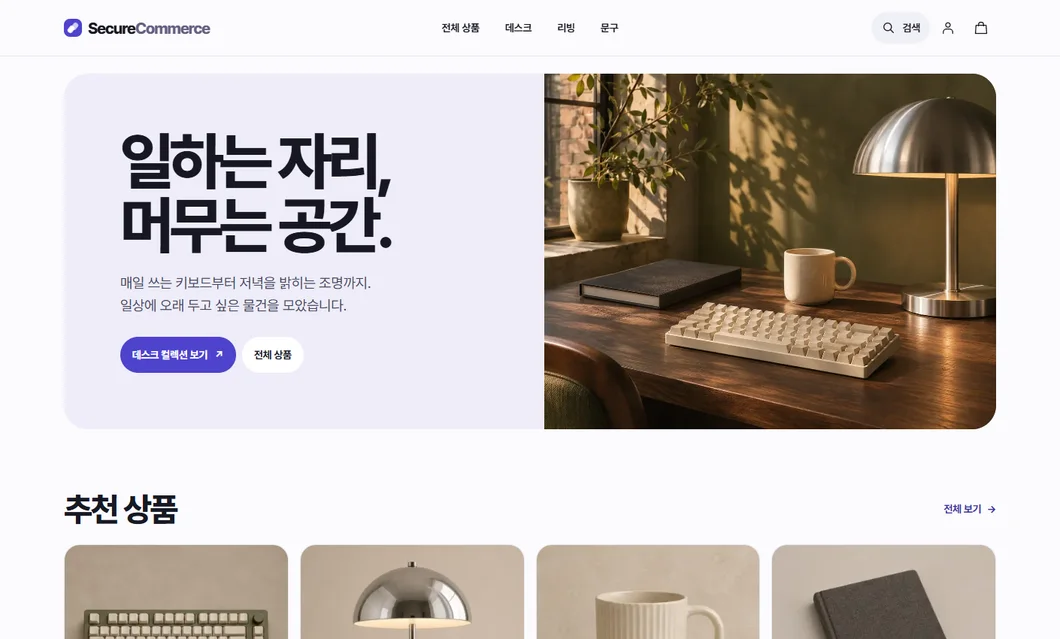 SecureCommerce
전체 상품
데스크
리빙
문구
검색
일하는 자리,
머무는 공간.
매일 쓰는 키보드부터 저녁을 밝히는 조명까지.
일상에 오래 두고 싶은 물건을 모았습니다.
데스크 컬렉션 보기 ↗
전체 상품
추천 상품
전체 보기 →